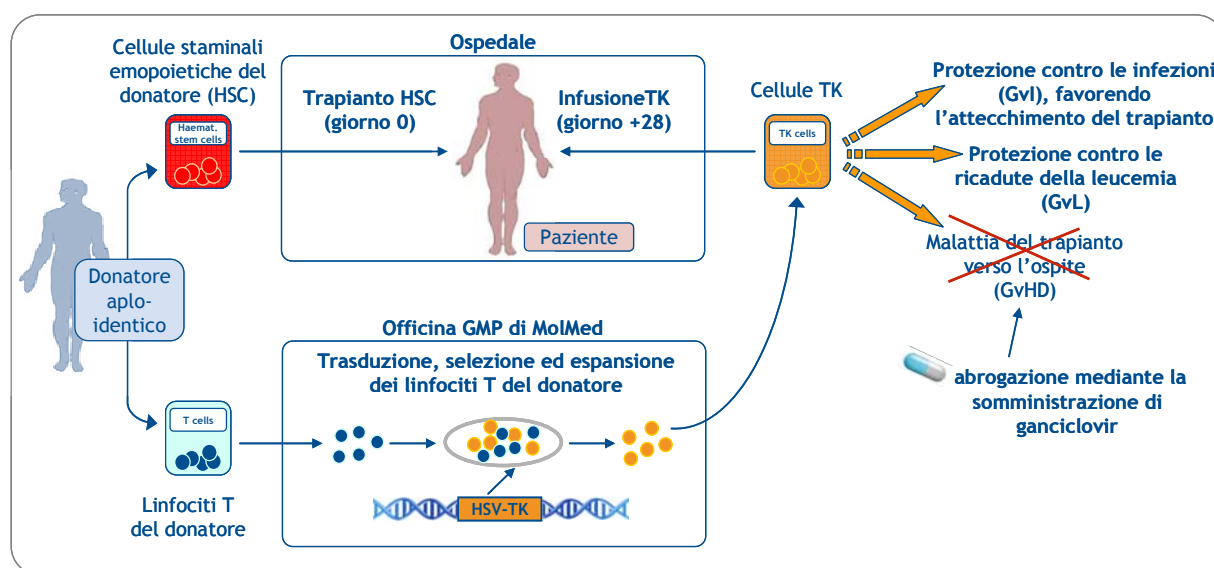 Cellule staminali
emopoietiche del
donatore (HSC)
Haemat.
stem cells
Donatore
aplo-
identico
T cells
Linfociti T
del donatore
Ospedale
Trapianto HSC
(giorno 0)
InfusioneTK
(giorno +28)
Paziente
Officina GMP di MolMed
Trasduzione, selezione ed espansione
dei linfociti T del donatore
HSV-TK
Cellule TK
TK cells
Protezione contro le infezioni
(GvI), favorendo
l’attecchimento del trapianto
Protezione contro le
ricadute della leucemia
(GvL)
Malattia del trapianto
verso l’ospite
(GvHD)
abrogazione mediante la
somministrazione di
ganciclovir